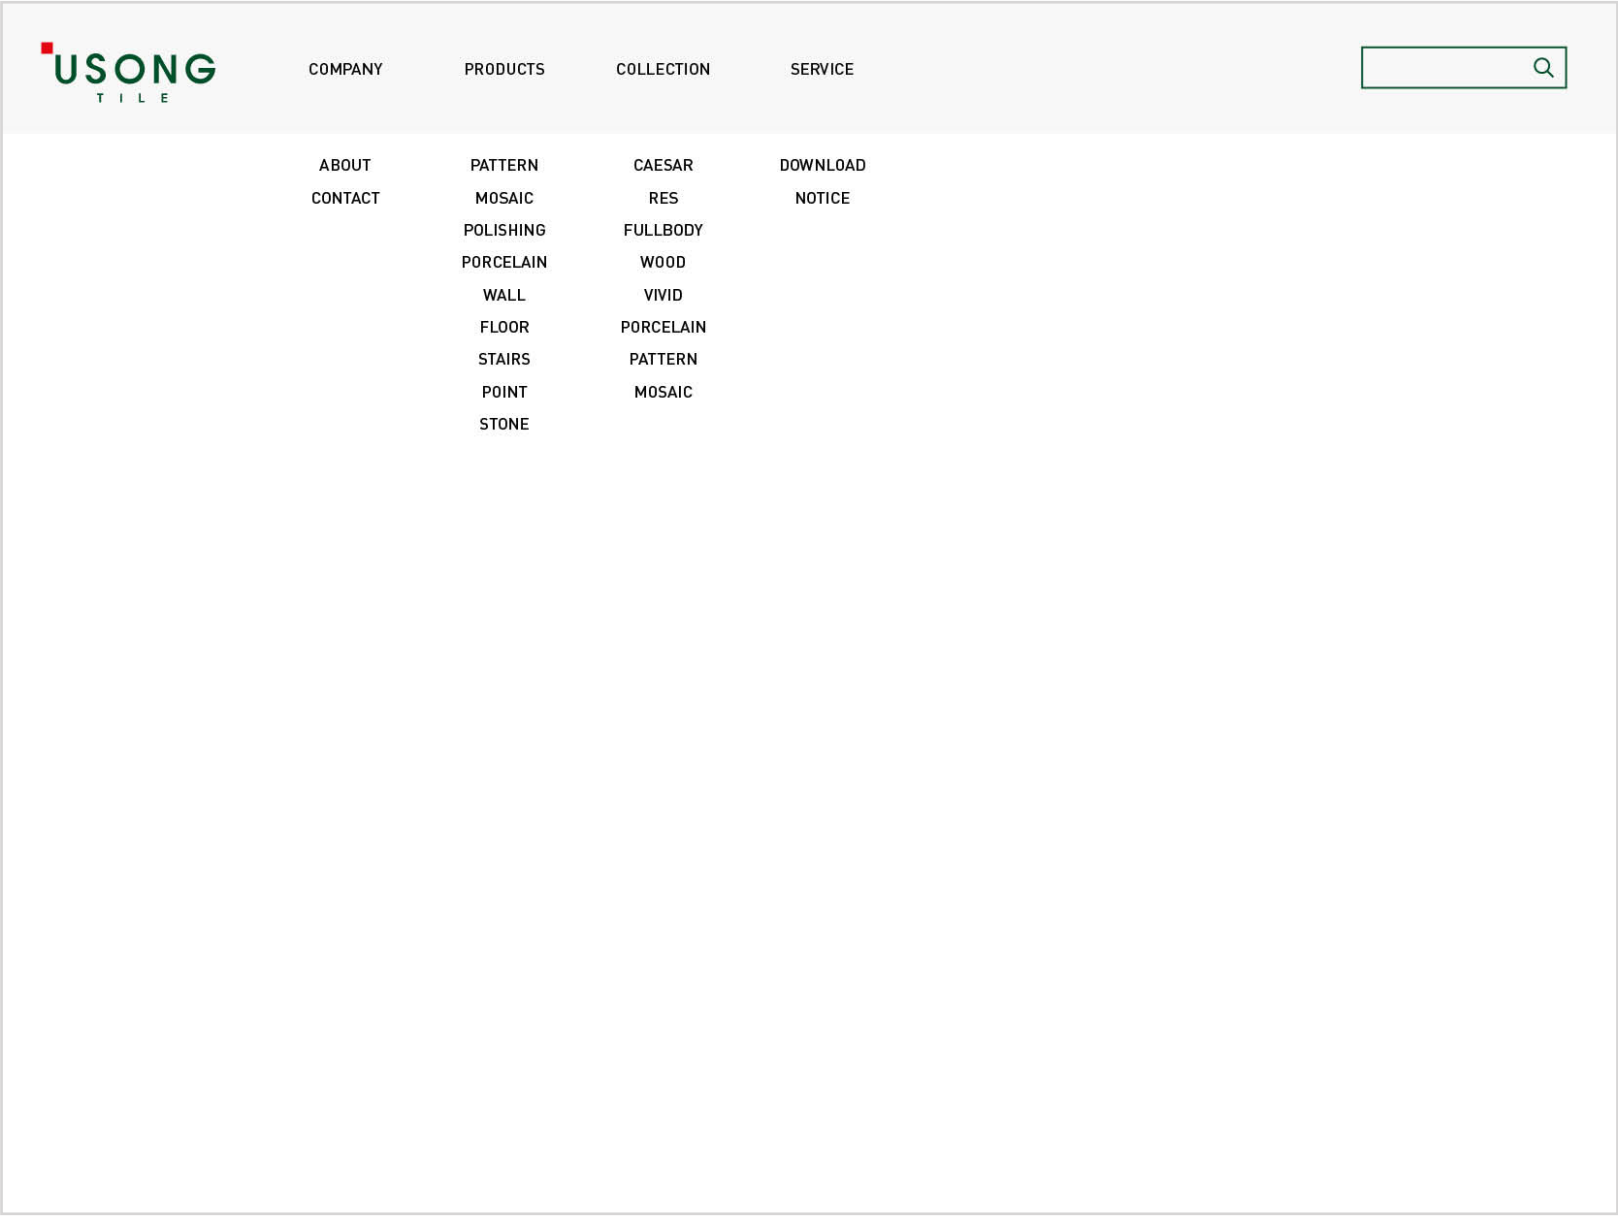 USONG
TILE
COMPANY PRODUCTS COLLECTION SERVICE
ABOUT PATTERN CAESAR DOWNLOAD
CONTACT MOSAIC RES NOTICE
POLISHING FULLBODY
PORCELAIN WOOD
WALL VIVID
FLOOR PORCELAIN
STAIRS PATTERN
POINT MOSAIC
STONE